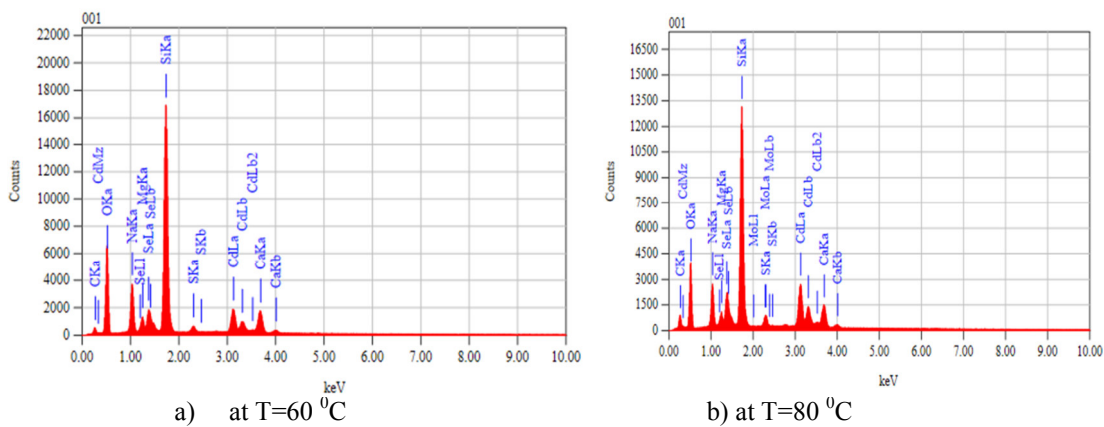 001
Counts
22000
20000
18000
16000
14000
12000
10000
8000
6000
4000
2000
0
CKa
CdMz
OKa
NaKa
SeLl
MgKa
SeLa
SeLb
SiKa
SKa
SKb
CdLa
CdLb
CdLb2
CaKa
CaKb
0.00 1.00 2.00 3.00 4.00 5.00 6.00 7.00 8.00 9.00 10.00
keV
a) at T=60 ⁰C
001
Counts
16500
15000
13500
12000
10500
9000
7500
6000
4500
3000
1500
0
CKa
CdMz
OKa
NaKa
SeLl
MgKa
SeLa
SeLb
SiKa
MoLl
SKa
MoLa
SKb
MoLb
CdLa
CdLb
CdLb2
CaKa
CaKb
0.00 1.00 2.00 3.00 4.00 5.00 6.00 7.00 8.00 9.00 10.00
keV
b) at T=80 ⁰C